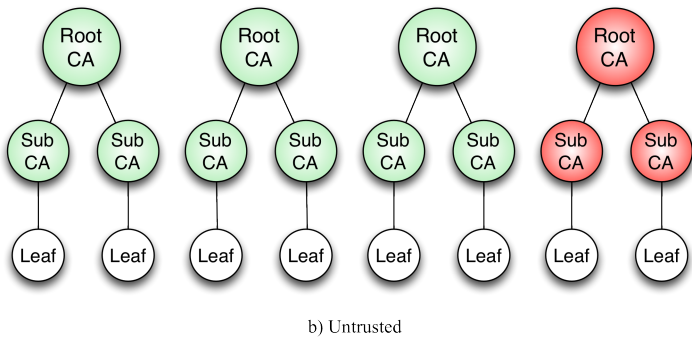 Root Root Root Root
CA CA CA CA
Sub Sub Sub Sub Sub Sub Sub Sub
CA CA CA CA CA CA CA CA
Leaf Leaf Leaf Leaf Leaf Leaf Leaf Leaf
b) Untrusted